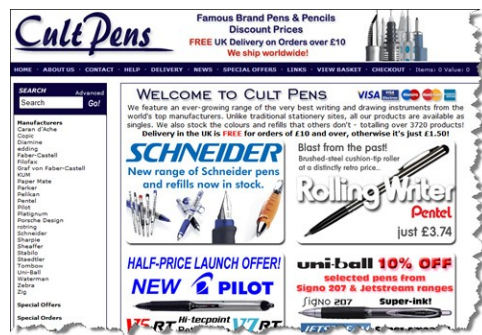 Cult Pens
Famous Brand Pens & Pencils
Discount Prices
FREE UK Delivery on Orders over £10
We ship worldwide!
HOME · ABOUT US · CONTACT · HELP · DELIVERY · NEWS · SPECIAL OFFERS · LINKS · VIEW BASKET · CHECKOUT · Items: 0 Value: 0
SEARCH Advanced
Search Go!
Manufacturers
Caran d'Ache
Copic
Diamine
edding
Faber-Castell
Filofax
Graf von Faber-Castell
KUM
Paper Mate
Parker
Pelikan
Pentel
Pilot
Platignum
Porsche Design
rotring
Schneider
Sharpie
Sheaffer
Stabilo
Staedtler
Tombow
Uni-Ball
Waterman
Zebra
Zig
Special Offers
Special Orders
WELCOME TO CULT PENS
VISA
We feature an ever-growing range of the very best writing and drawing instruments from the
world's top manufacturers. Unlike traditional stationery sites, all our products are available as
singles. We also stock the colours and refills that others don't - totalling over 3720 products!
Delivery in the UK is FREE for orders of £10 and over, otherwise it's just £1.50!
SCHNEIDER
New range of Schneider pens
and refills now in stock.
Blast from the past!
Brushed-steel cushion-tip roller
at a distinctly retro price...
Rolling Writer
Pentel
just £3.74
HALF-PRICE LAUNCH OFFER!
NEW PILOT
V5 RT Hi-tecpoint V7 RT
uni-ball 10% OFF
selected pens from
Signo 207 & Jetstream ranges
signo 207 Super-ink!